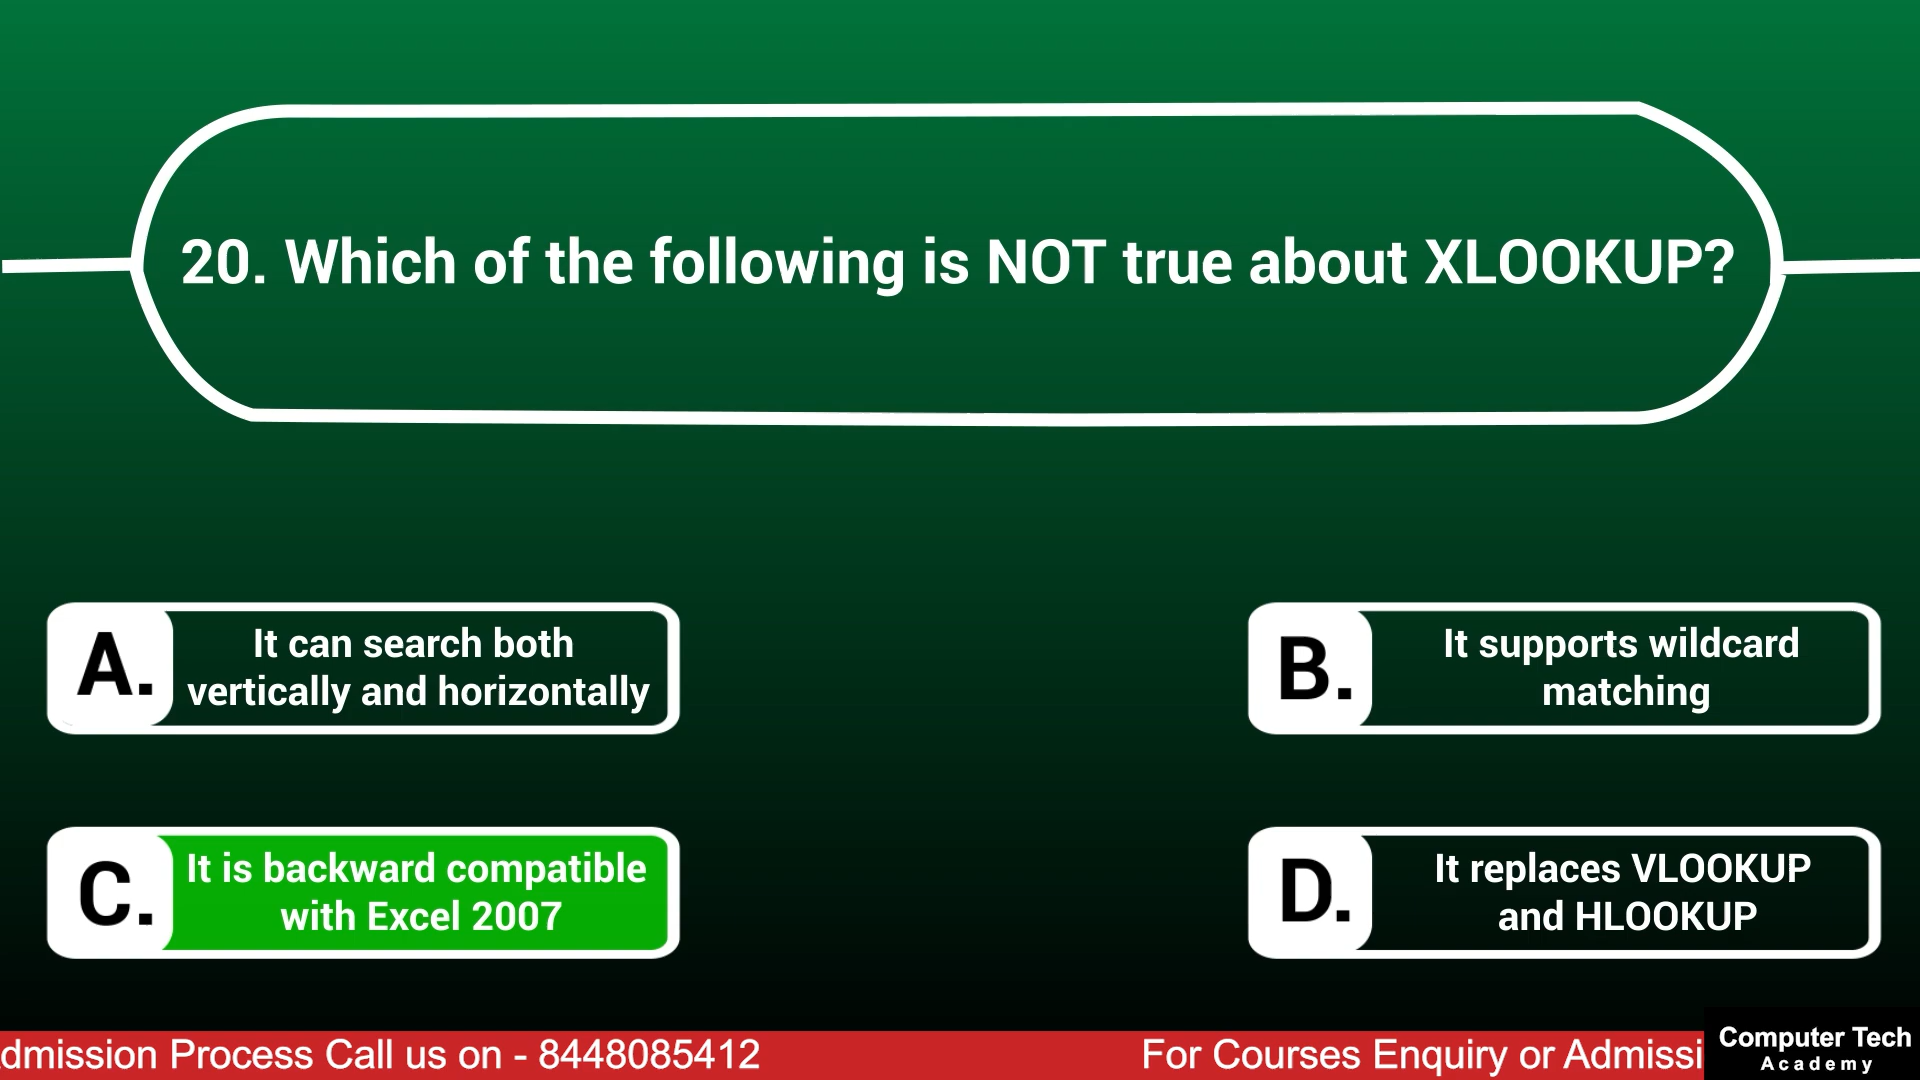 20. Which of the following is NOT true about XLOOKUP?
A.
It can search both
vertically and horizontally
B.
It supports wildcard
matching
C.
It is backward compatible
with Excel 2007
D.
It replaces VLOOKUP
and HLOOKUP
dmission Process Call us on - 8448085412
For Courses Enquiry or Admissi
Computer Tech
Academy